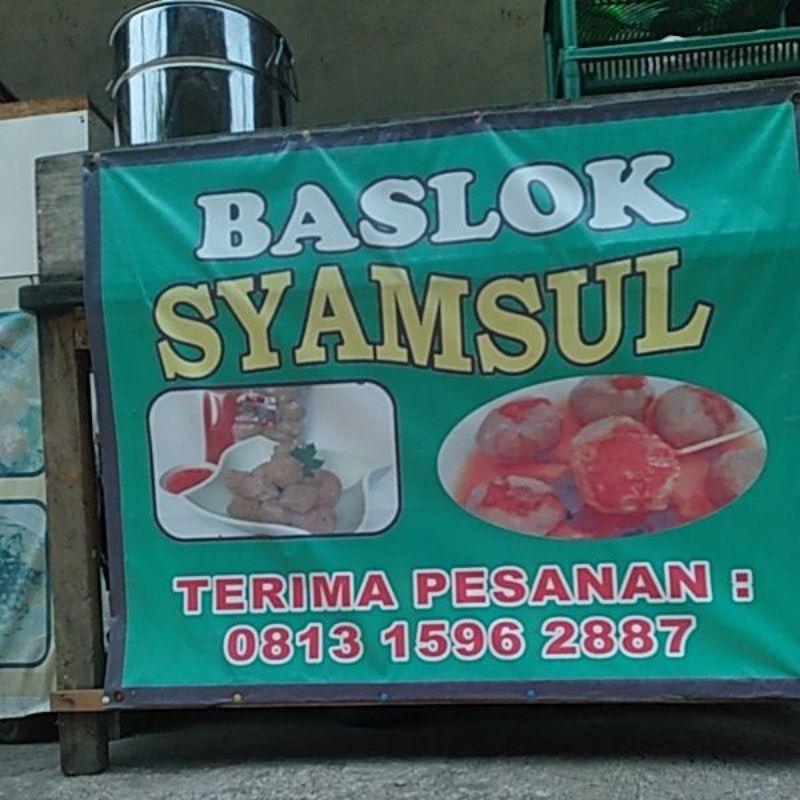 BASLOK
SYAMSUL
TERIMA PESANAN :
0813 1596 2887